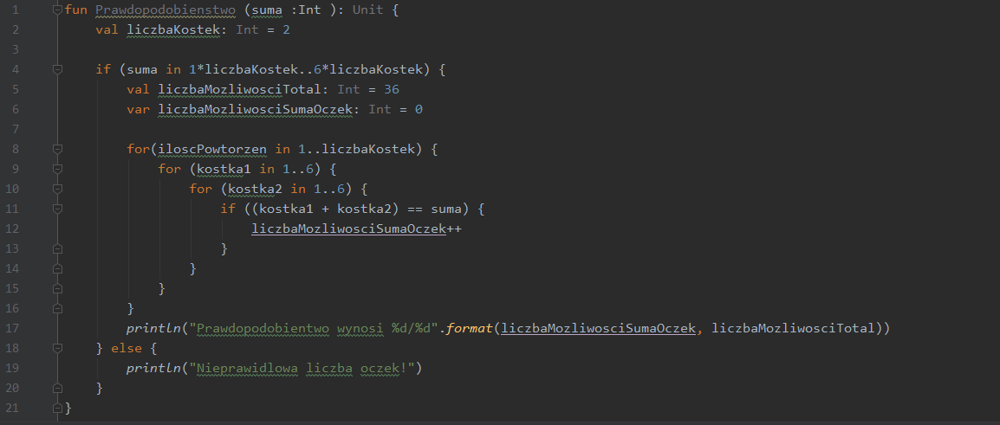 1 fun Prawdopodobienstwo (suma :Int ): Unit {
2 val liczbaKostek: Int = 2
3
4 if (suma in 1*liczbaKostek..6*liczbaKostek) {
5 val liczbaMozliwosciTotal: Int = 36
6 var liczbaMozliwosciSumaOczek: Int = 0
7
8 for(iloscPowtorzen in 1..liczbaKostek) {
9 for (kostka1 in 1..6) {
10 for (kostka2 in 1..6) {
11 if ((kostka1 + kostka2) == suma) {
12 liczbaMozliwosciSumaOczek++
13 }
14 }
15 }
16 }
17 println("Prawdopodobientwo wynosi %d/%d".format(liczbaMozliwosciSumaOczek, liczbaMozliwosciTotal))
18 } else {
19 println("Nieprawidlowa liczba oczek!")
20 }
21 }